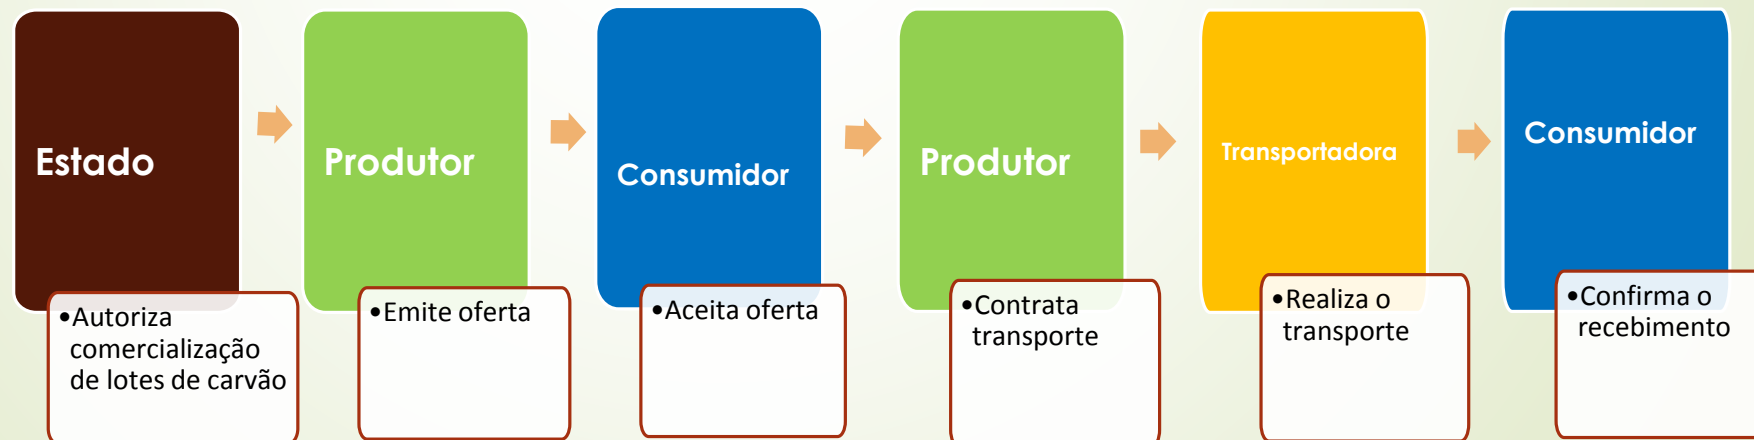 Estado
•Autoriza
comercialização
de lotes de carvão
Produtor
•Emite oferta
Consumidor
•Aceita oferta
Produtor
•Contrata
transporte
Transportadora
•Realiza o
transporte
Consumidor
•Confirma o
recebimento